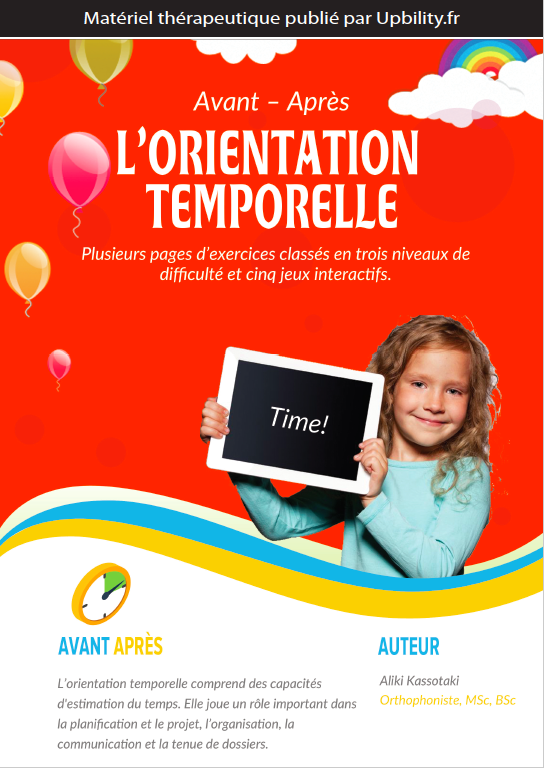 Matériel thérapeutique publié par Upbility.fr
Avant – Après
L'ORIENTATION
TEMPORELLE
Plusieurs pages d'exercices classés en trois niveaux de
difficulté et cinq jeux interactifs.
Time!
AVANT APRÈS
L'orientation temporelle comprend des capacités
d'estimation du temps. Elle joue un rôle important dans
la planification et le projet, l'organisation, la
communication et la tenue de dossiers.
AUTEUR
Aliki Kassotaki
Orthophoniste, MSc, BSc